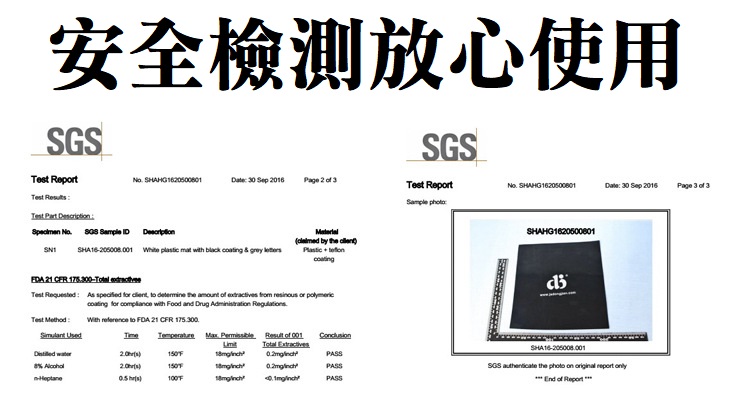 安全檢測放心使用
SGS
Test Report No. SHAHG1620500801 Date: 30 Sep 2016 Page 2 of 3
Test Results :
Test Part Description :
Specimen No. SGS Sample ID Description Material
(claimed by the client)
SN1 SHA16-205008.001 White plastic mat with black coating & grey letters Plastic + teflon
coating
FDA 21 CFR 175.300-Total extractives
Test Requested : As specified for client, to determine the amount of extractives from resinous or polymeric
coating for compliance with Food and Drug Administration Regulations.
Test Method : With reference to FDA 21 CFR 175.300.
Simulant Used Time Temperature Max. Permissible Result of 001 Conclusion
Limit Total Extractives
Distilled water 2.0hr(s) 150°F 18mg/inch² 0.2mg/inch² PASS
8% Alcohol 2.0hr(s) 150°F 18mg/inch² 0.2mg/inch² PASS
n-Heptane 0.5 hr(s) 100°F 18mg/inch² <0.1mg/inch² PASS
SGS
Test Report No. SHAHG1620500801 Date: 30 Sep 2016 Page 3 of 3
Sample photo:
SHAHG1620500801
SHA16-205008.001
SGS authenticate the photo on original report only
*** End of Report ***